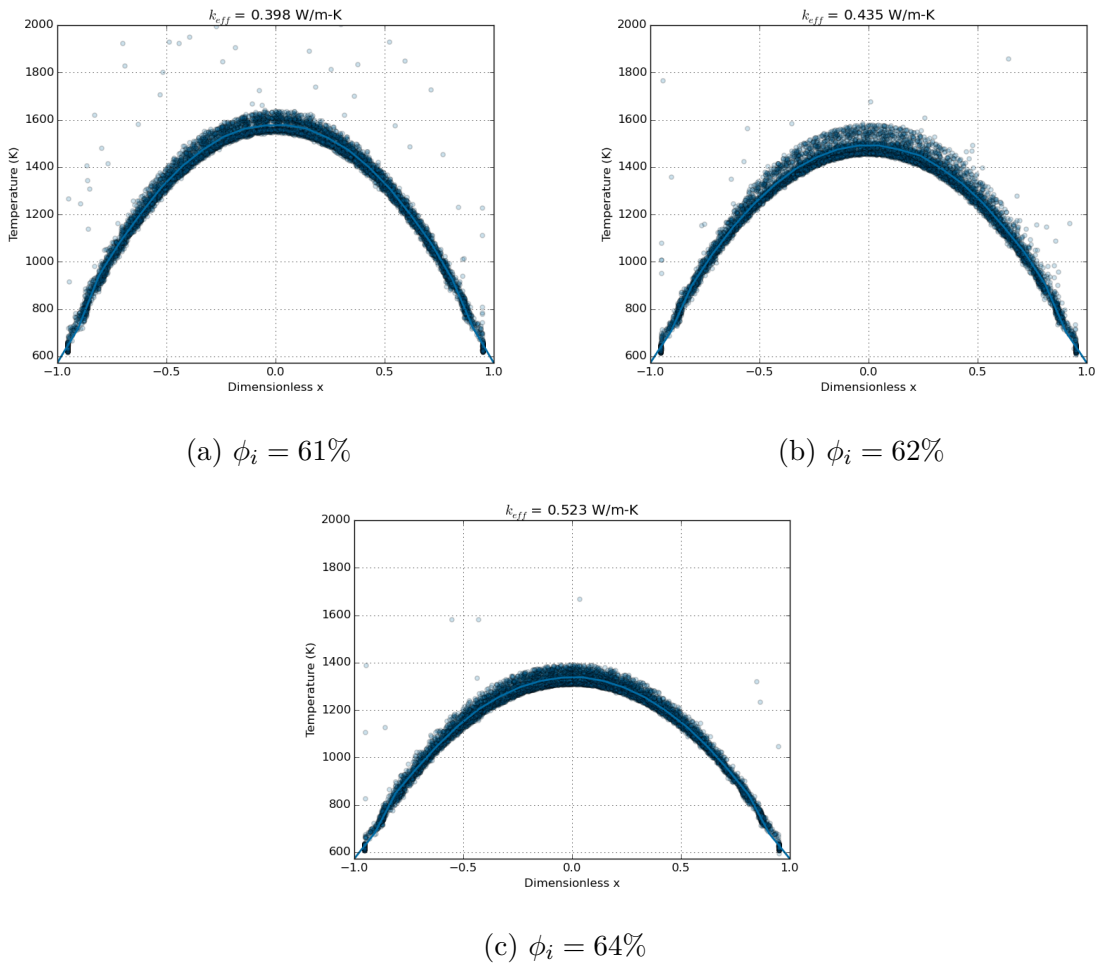 k_eff = 0.398 W/m-K
2000
1800
1600
1400
1200
1000
800
600
Temperature (K)
−1.0 −0.5 0.0 0.5 1.0
Dimensionless x
(a) ϕ_i = 61%
k_eff = 0.435 W/m-K
2000
1800
1600
1400
1200
1000
800
600
Temperature (K)
−1.0 −0.5 0.0 0.5 1.0
Dimensionless x
(b) ϕ_i = 62%
k_eff = 0.523 W/m-K
2000
1800
1600
1400
1200
1000
800
600
Temperature (K)
−1.0 −0.5 0.0 0.5 1.0
Dimensionless x
(c) ϕ_i = 64%